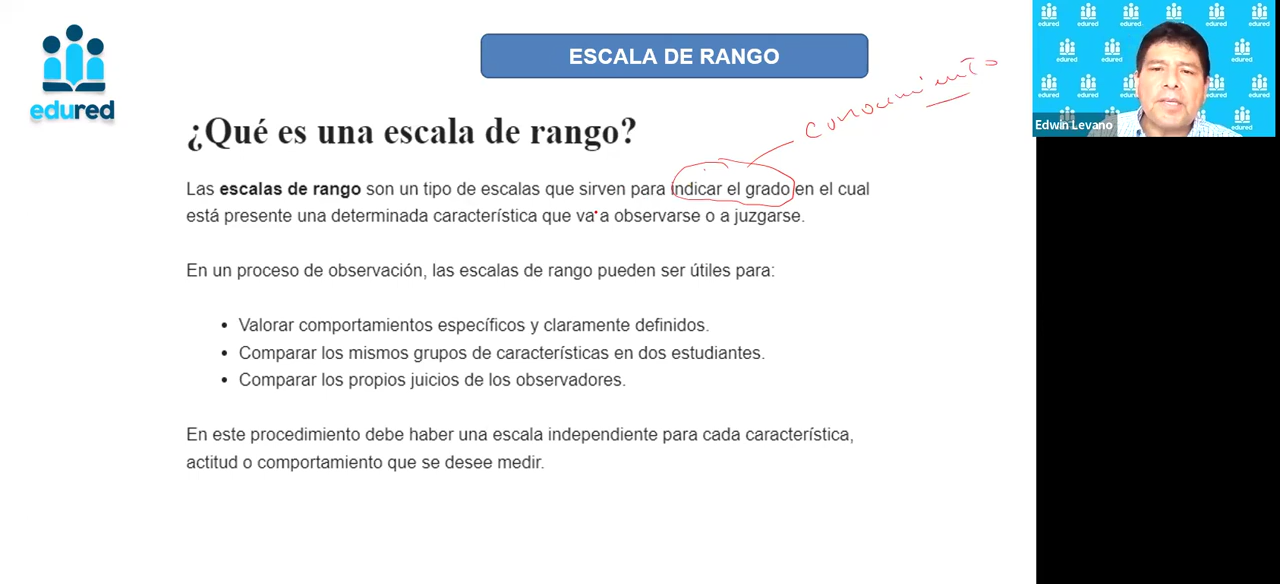 edured
ESCALA DE RANGO
conocimiento
¿Qué es una escala de rango?
Las escalas de rango son un tipo de escalas que sirven para indicar el grado en el cual
está presente una determinada característica que va a observarse o a juzgarse.
En un proceso de observación, las escalas de rango pueden ser útiles para:
• Valorar comportamientos específicos y claramente definidos.
• Comparar los mismos grupos de características en dos estudiantes.
• Comparar los propios juicios de los observadores.
En este procedimiento debe haber una escala independiente para cada característica,
actitud o comportamiento que se desee medir.
edured
Edwin Levano